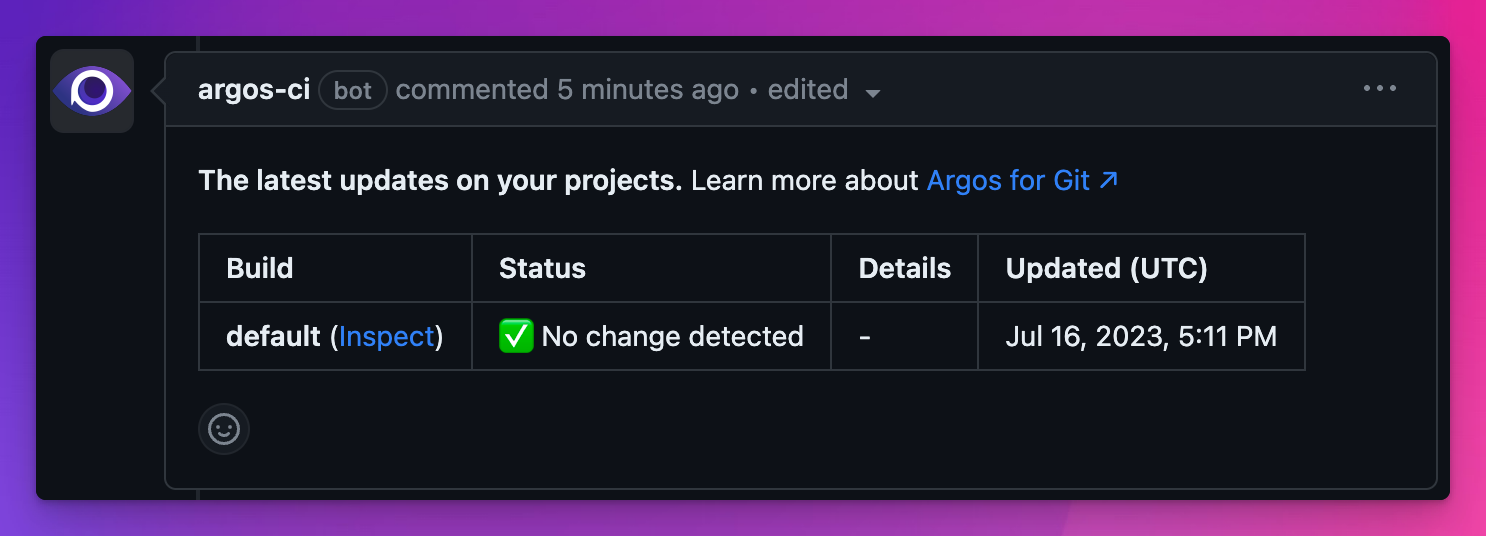 argos-ci bot commented 5 minutes ago • edited
The latest updates on your projects. Learn more about Argos for Git ↗
Build Status Details Updated (UTC)
default (Inspect) ✅ No change detected - Jul 16, 2023, 5:11 PM